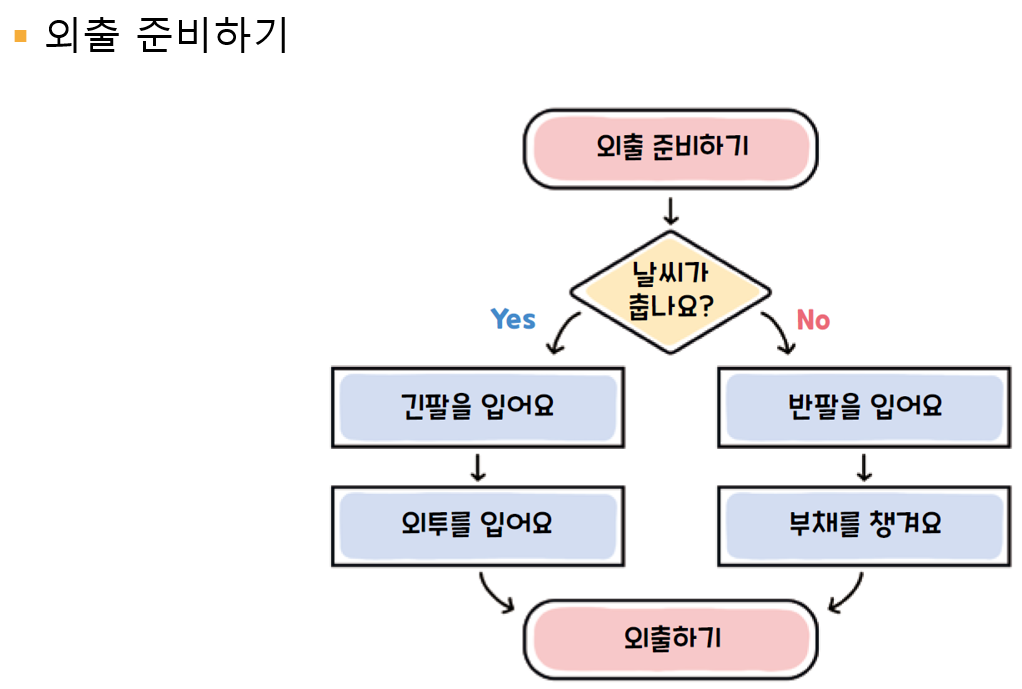 외출 준비하기
외출 준비하기
날씨가
춥나요?
Yes
No
긴팔을 입어요
반팔을 입어요
외투를 입어요
부채를 챙겨요
외출하기